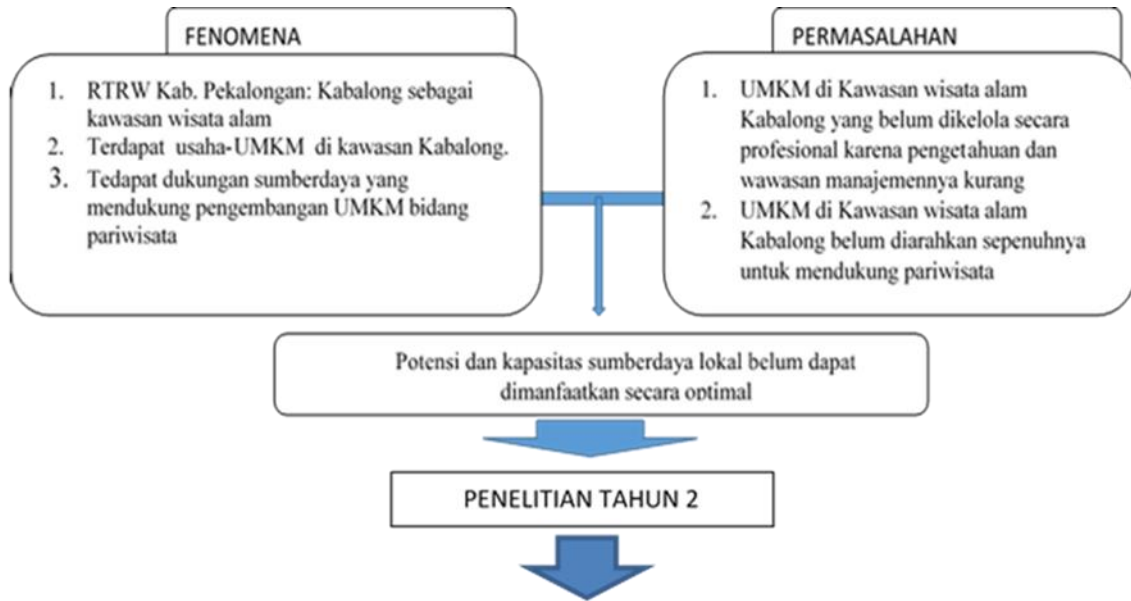 FENOMENA
1. RTRW Kab. Pekalongan: Kabalong sebagai
kawasan wisata alam
2. Terdapat usaha-UMKM di kawasan Kabalong.
3. Tedapat dukungan sumberdaya yang
mendukung pengembangan UMKM bidang
pariwisata
PERMASALAHAN
1. UMKM di Kawasan wisata alam
Kabalong yang belum dikelola secara
profesional karena pengetahuan dan
wawasan manajemennya kurang
2. UMKM di Kawasan wisata alam
Kabalong belum diarahkan sepenuhnya
untuk mendukung pariwisata
Potensi dan kapasitas sumberdaya lokal belum dapat
dimanfaatkan secara optimal
PENELITIAN TAHUN 2